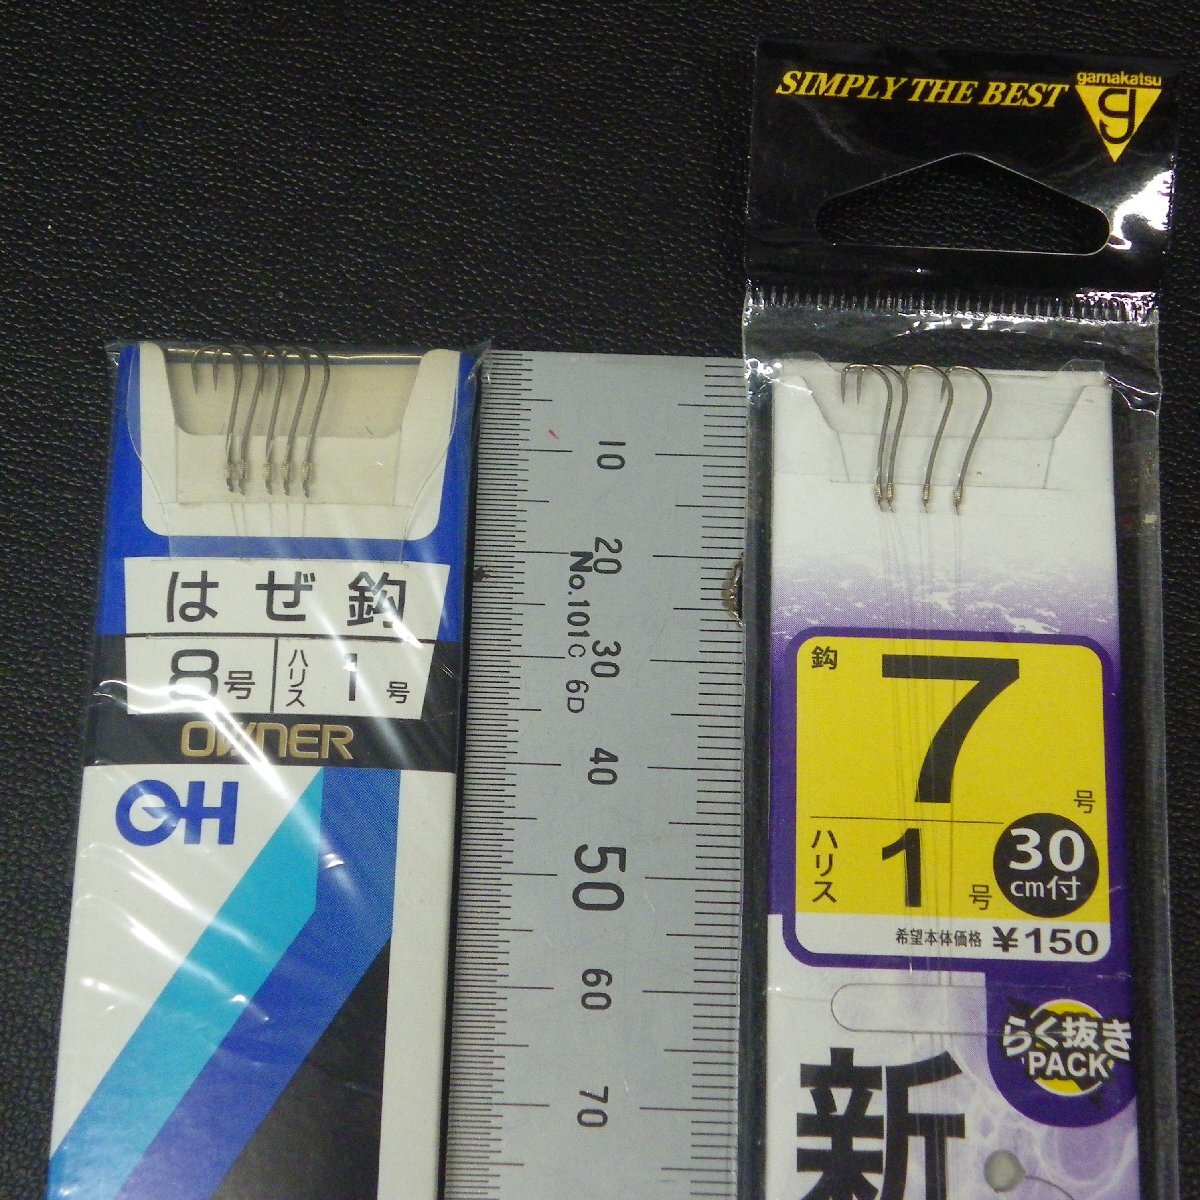 はぜ鈎
8号 ハリス 1号
OWNER
OH
10
20
30
40
50
60
70
No.101C 6D
SIMPLY THE BEST
gamakatsu
g
鈎 7号
ハリス 1号
30cm付
希望本体価格 ¥150
らく抜き
PACK
新